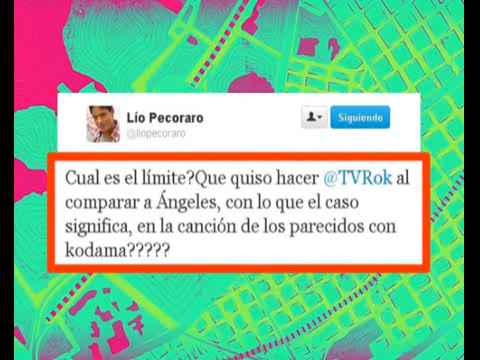 Lío Pecoraro
@liopecoraro
Siguiendo
Cual es el límite?Que quiso hacer @TVRok al
comparar a Ángeles, con lo que el caso
significa, en la canción de los parecidos con
kodama?????